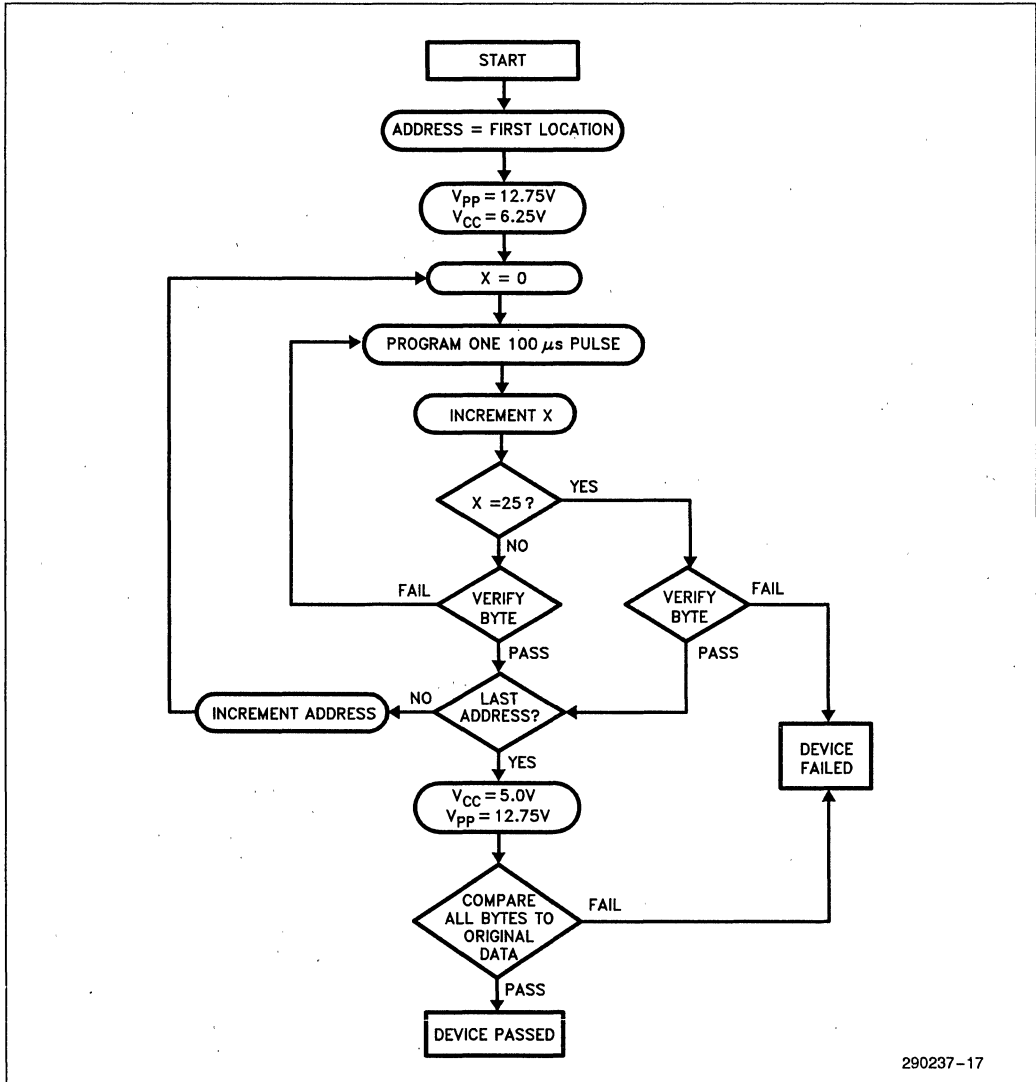 START
ADDRESS = FIRST LOCATION
VPP = 12.75V
VCC = 6.25V
X = 0
PROGRAM ONE 100 μs PULSE
INCREMENT X
X =25 ?
YES
NO
FAIL
VERIFY
BYTE
PASS
VERIFY
BYTE
FAIL
PASS
INCREMENT ADDRESS
NO
LAST
ADDRESS?
YES
DEVICE
FAILED
VCC = 5.0V
VPP = 12.75V
COMPARE
ALL BYTES TO
ORIGINAL
DATA
FAIL
PASS
DEVICE PASSED
290237-17